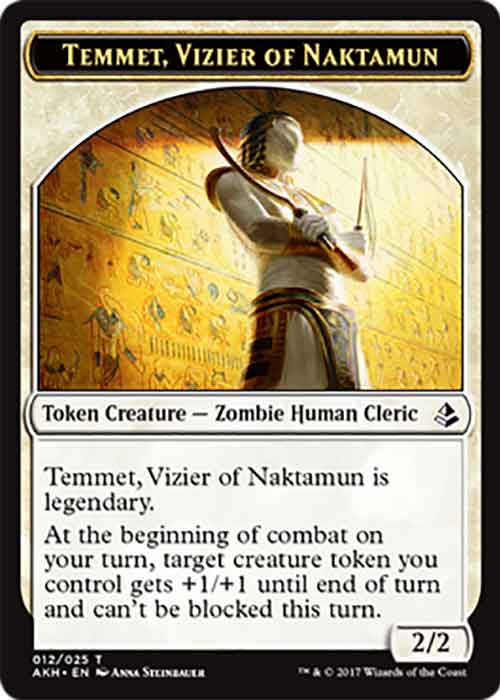 Temmet, Vizier of Naktamun
Token Creature — Zombie Human Cleric
Temmet, Vizier of Naktamun is
legendary.
At the beginning of combat on
your turn, target creature token you
control gets +1/+1 until end of turn
and can't be blocked this turn.
2/2
012/025 T
AKH • EN Anna Steinbauer
™ & © 2017 Wizards of the Coast